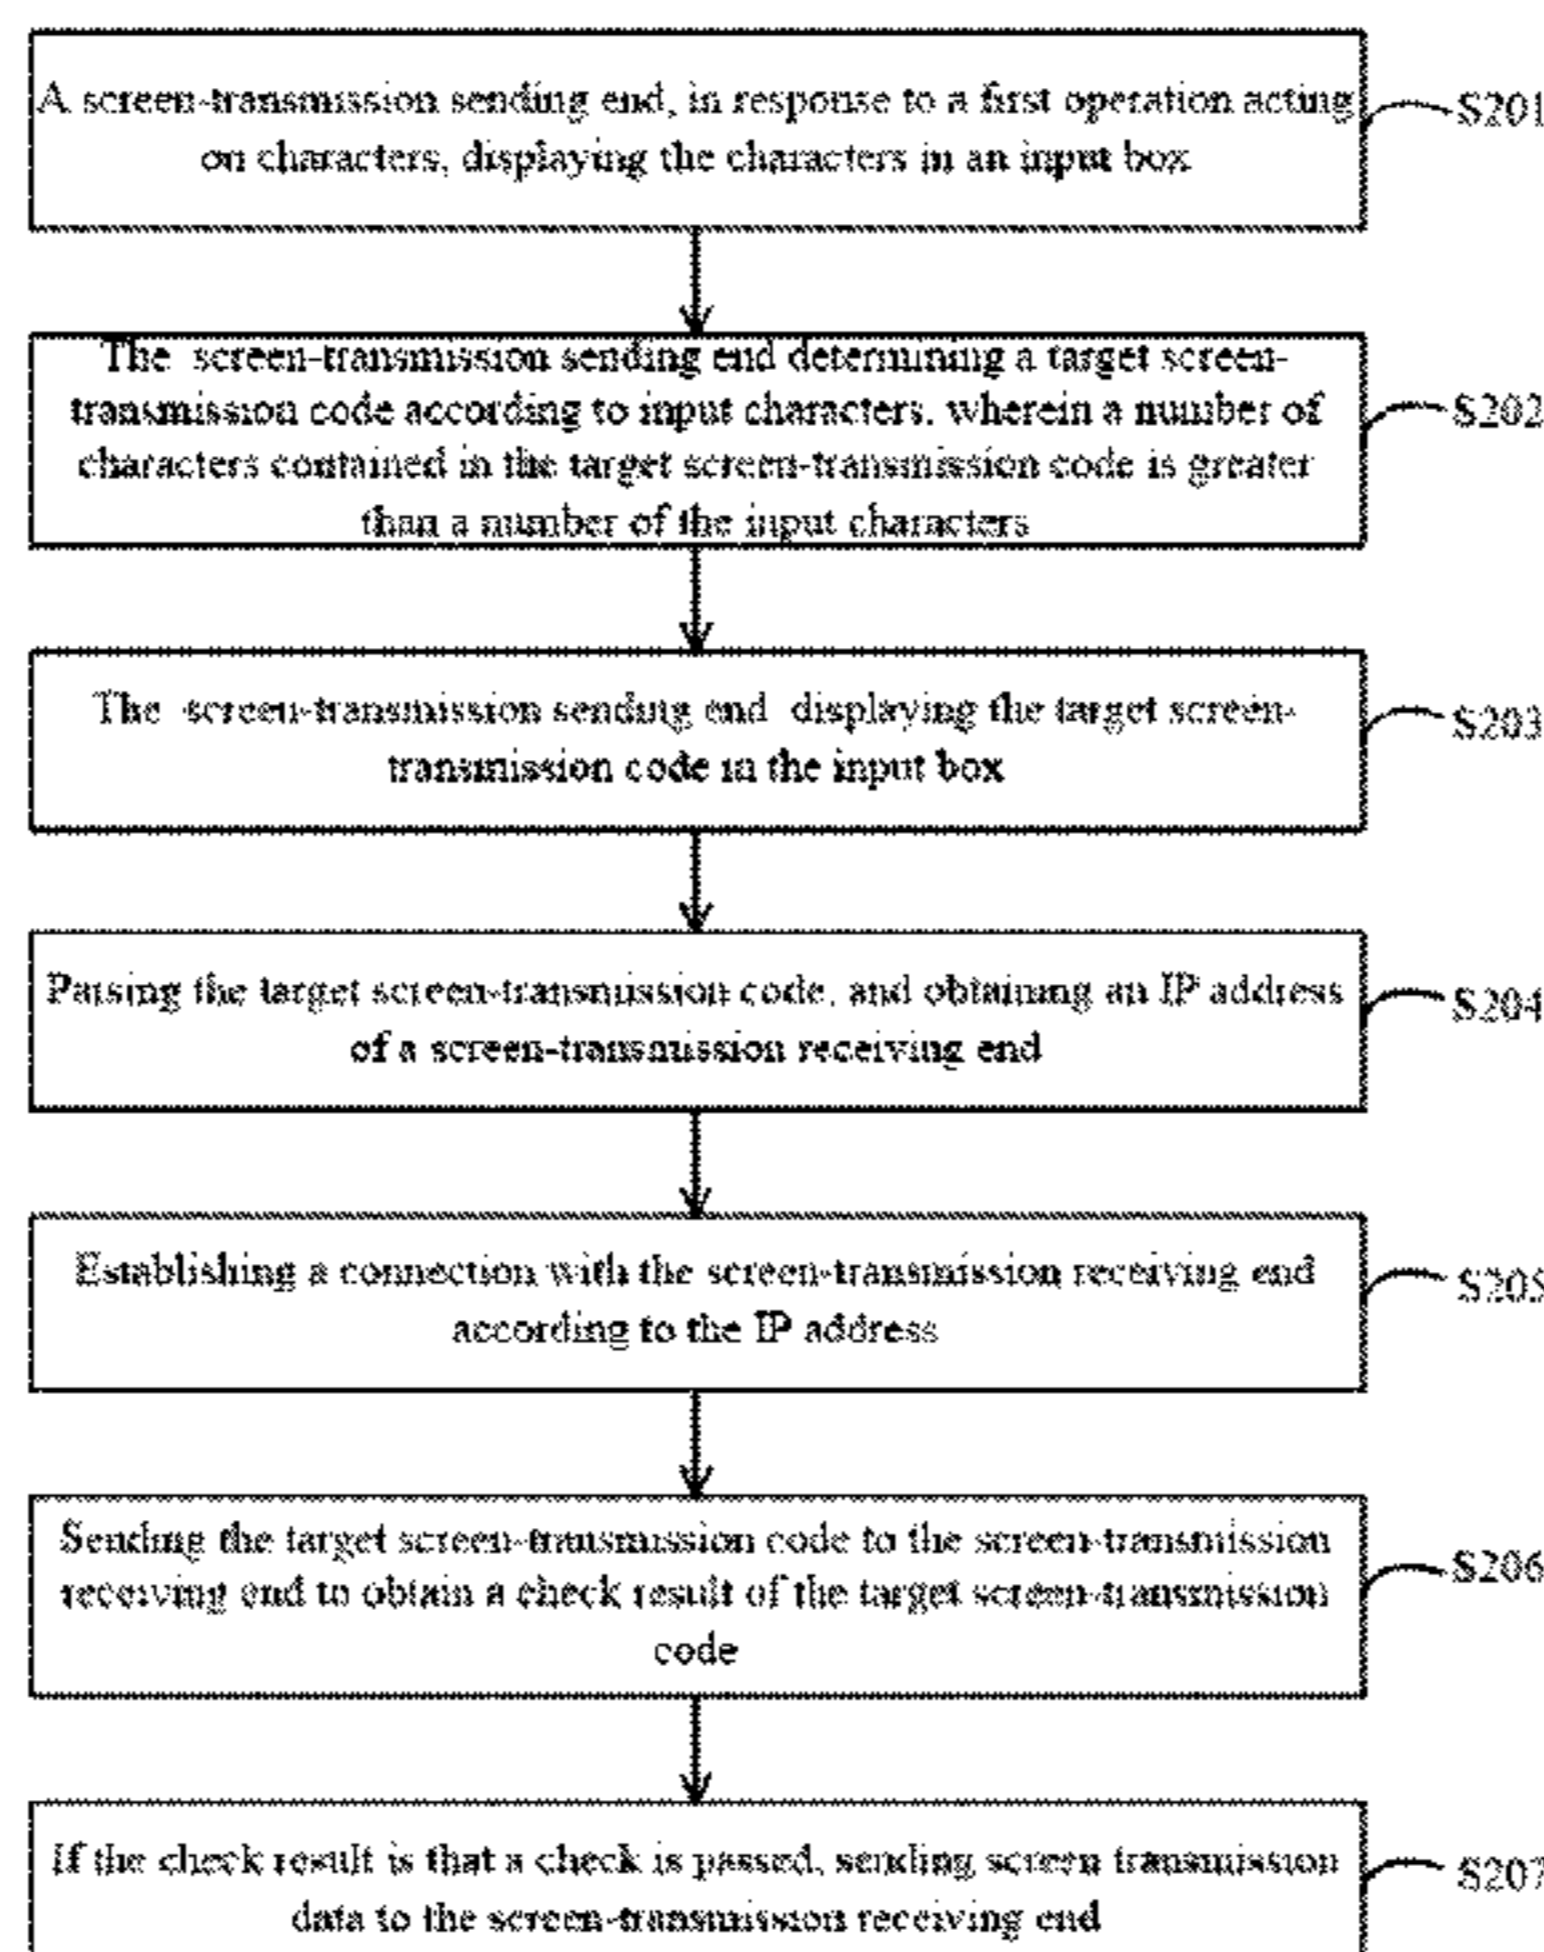 A screen-transmission sending end, in response to a first operation acting
on characters, displaying the characters in an input box
S201
The screen-transmission sending end determining a target screen-
transmission code according to input characters, wherein a number of
characters contained in the target screen-transmission code is greater
than a number of the input characters
S202
The screen-transmission sending end displaying the target screen-
transmission code in the input box
S203
Parsing the target screen-transmission code, and obtaining an IP address
of a screen-transmission receiving end
S204
Establishing a connection with the screen-transmission receiving end
according to the IP address
S205
Sending the target screen-transmission code to the screen-transmission
receiving end to obtain a check result of the target screen-transmission
code
S206
If the check result is that a check is passed, sending screen transmission
data to the screen-transmission receiving end
S207